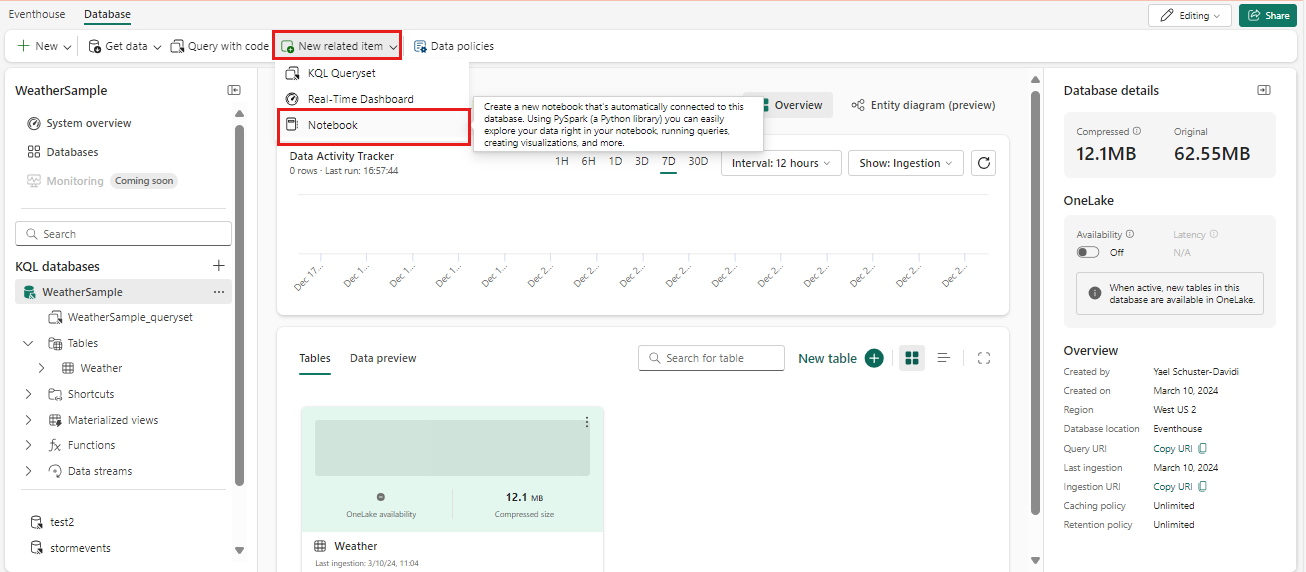 Eventhouse
Database
Editing
Share
New
Get data
Query with code
New related item
Data policies
KQL Queryset
Real-Time Dashboard
Notebook
Create a new notebook that's automatically connected to this
database. Using PySpark (a Python library) you can easily
explore your data right in your notebook, running queries,
creating visualizations, and more.
WeatherSample
System overview
Databases
Monitoring
Coming soon
Search
KQL databases
WeatherSample
WeatherSample_queryset
Tables
Weather
Shortcuts
Materialized views
Functions
Data streams
test2
stormevents
Overview
Entity diagram (preview)
Data Activity Tracker
0 rows · Last run: 16:57:44
1H
6H
1D
3D
7D
30D
Interval: 12 hours
Show: Ingestion
Dec 17...
Dec 1...
Dec 1...
Dec 1...
Dec 1...
Dec 2...
Dec 2...
Dec 2...
Dec 2...
Dec 2...
Dec 2...
Dec 2...
Dec 2...
Dec 2...
Dec 2...
Tables
Data preview
Search for table
New table
OneLake availability
12.1 MB
Compressed size
Weather
Last ingestion: 3/10/24, 11:04
Database details
Compressed
Original
12.1MB
62.55MB
OneLake
Availability
Latency
Off
N/A
When active, new tables in this
database are available in OneLake.
Overview
Created by
Yael Schuster-Davidi
Created on
March 10, 2024
Region
West US 2
Database location
Eventhouse
Query URI
Copy URI
Last ingestion
March 10, 2024
Ingestion URI
Copy URI
Caching policy
Unlimited
Retention policy
Unlimited